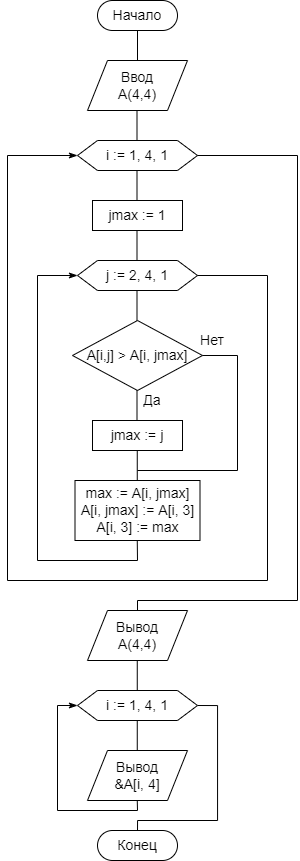 Начало
Ввод
A(4,4)
i := 1, 4, 1
jmax := 1
j := 2, 4, 1
A[i,j] > A[i, jmax]
Нет
Да
jmax := j
max := A[i, jmax]
A[i, jmax] := A[i, 3]
A[i, 3] := max
Вывод
A(4,4)
i := 1, 4, 1
Вывод
&A[i, 4]
Конец